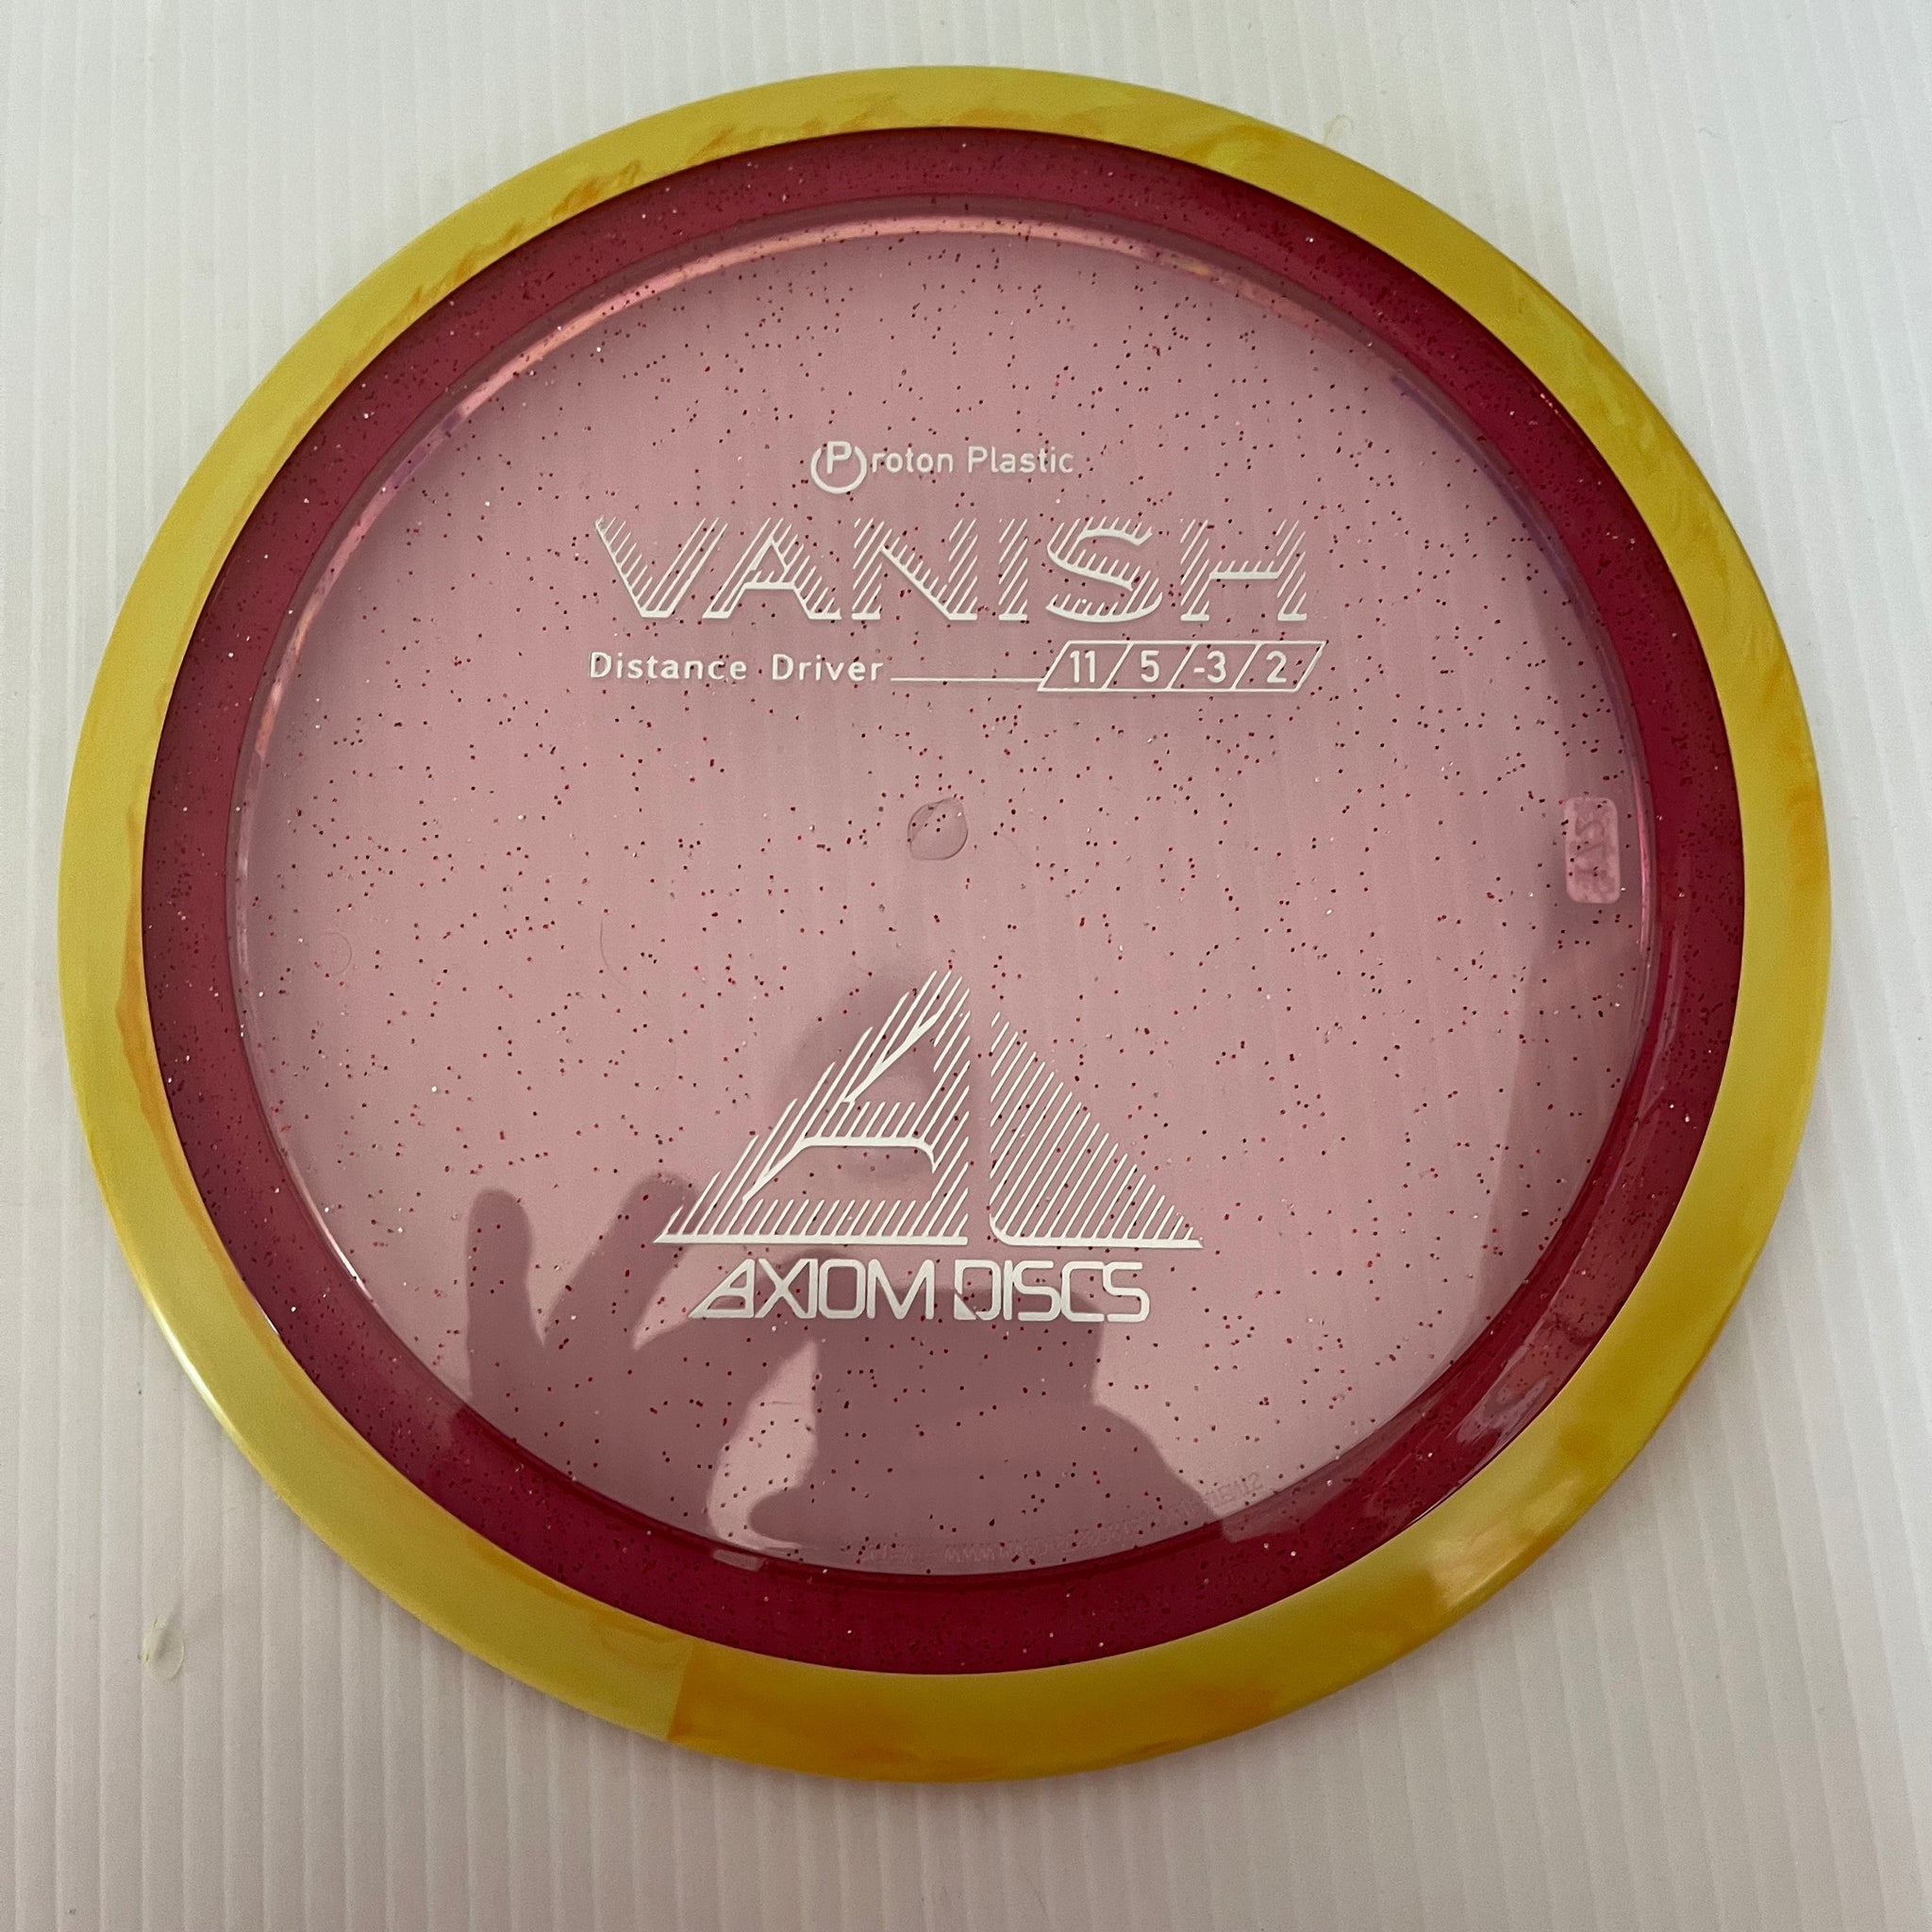 Proton Plastic
VANISH
Distance Driver 11/5/-3/2
AXIOM DISCS